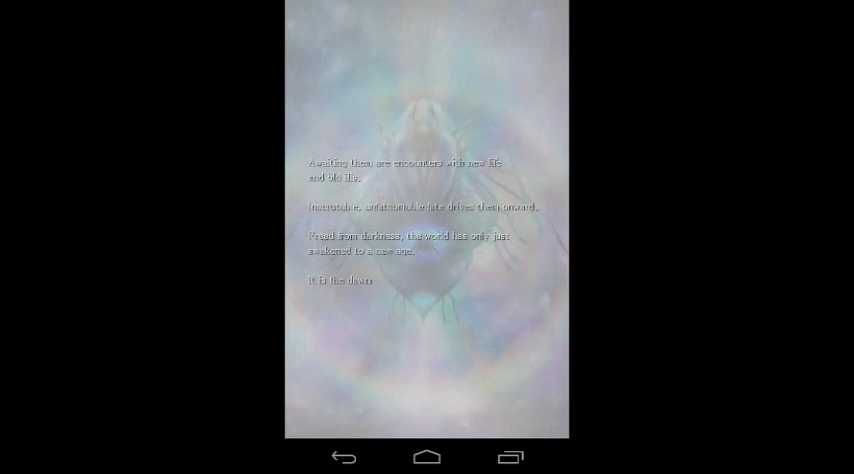 Awaiting them are encounters with new life
and old ills.
Inscrutable, unfathomable fate drives them onward.
Freed from darkness, the world has only just
awakened to a new age.
It is the dawn